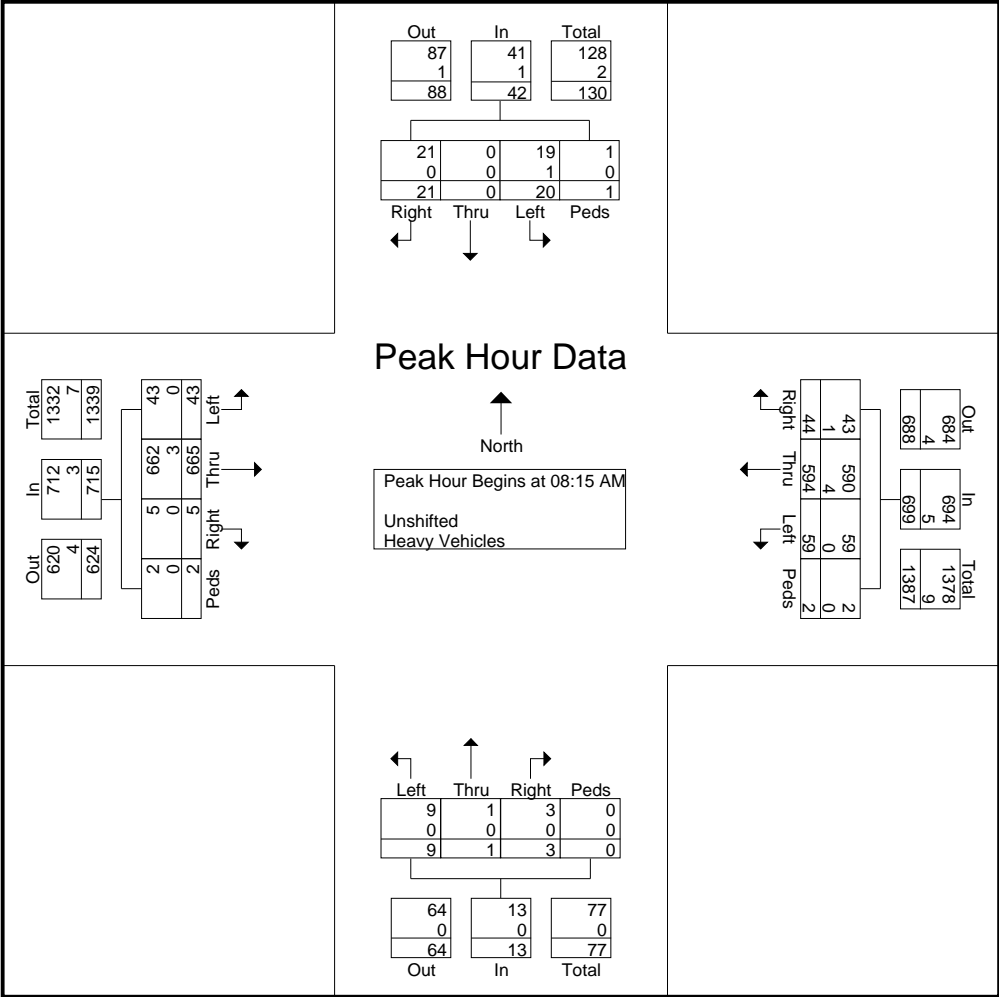 Out In Total
87 41 128
1 1 2
88 42 130
21 0 19 1
0 0 1 0
21 0 20 1
Right Thru Left Peds
Peak Hour Data
North
Peak Hour Begins at 08:15 AM
Unshifted
Heavy Vehicles
Total
1332
7
1339
In
712
3
715
Out
620
4
624
43 0 43
Left
662 3 665
Thru
5 0 5
Right
2 0 2
Peds
Right
44 1 43
Thru
594 4 590
Left
59 0 59
Peds
2 0 2
Out
684
4
688
In
694
5
699
Total
1378
9
1387
Left Thru Right Peds
9 1 3 0
0 0 0 0
9 1 3 0
64 13 77
0 0 0
64 13 77
Out In Total